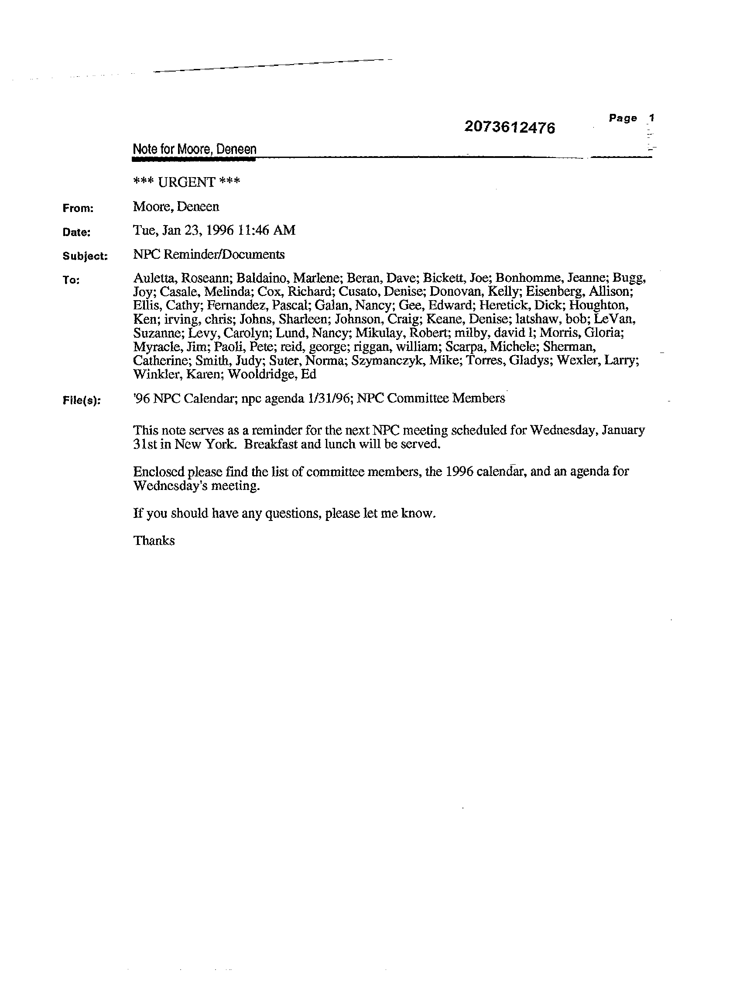 Page 1
2073612476
Note for Moore, Deneen
*** URGENT ***
From: Moore, Deneen
Date: Tue, Jan 23, 1996 11:46 AM
Subject: NPC Reminder/Documents
To: Auletta, Roseann; Baldaino, Marlene; Beran, Dave; Bickett, Joe; Bonhomme, Jeanne; Bugg,
Joy; Casale, Melinda; Cox, Richard; Cusato, Denise; Donovan, Kelly; Eisenberg, Allison;
Ellis, Cathy; Fernandez, Pascal; Galan, Nancy; Gee, Edward; Heretick, Dick; Houghton,
Ken; irving, chris; Johns, Sharleen; Johnson, Craig; Keane, Denise; latshaw, bob; LeVan,
Suzanne; Levy, Carolyn; Lund, Nancy; Mikulay, Robert; milby, david l; Morris, Gloria;
Myracle, Jim; Paoli, Pete; reid, george; riggan, william; Scarpa, Michele; Sherman,
Catherine; Smith, Judy; Suter, Norma; Szymanczyk, Mike; Torres, Gladys; Wexler, Larry;
Winkler, Karen; Wooldridge, Ed
File(s): '96 NPC Calendar; npc agenda 1/31/96; NPC Committee Members
This note serves as a reminder for the next NPC meeting scheduled for Wednesday, January
31st in New York. Breakfast and lunch will be served.
Enclosed please find the list of committee members, the 1996 calendar, and an agenda for
Wednesday's meeting.
If you should have any questions, please let me know.
Thanks